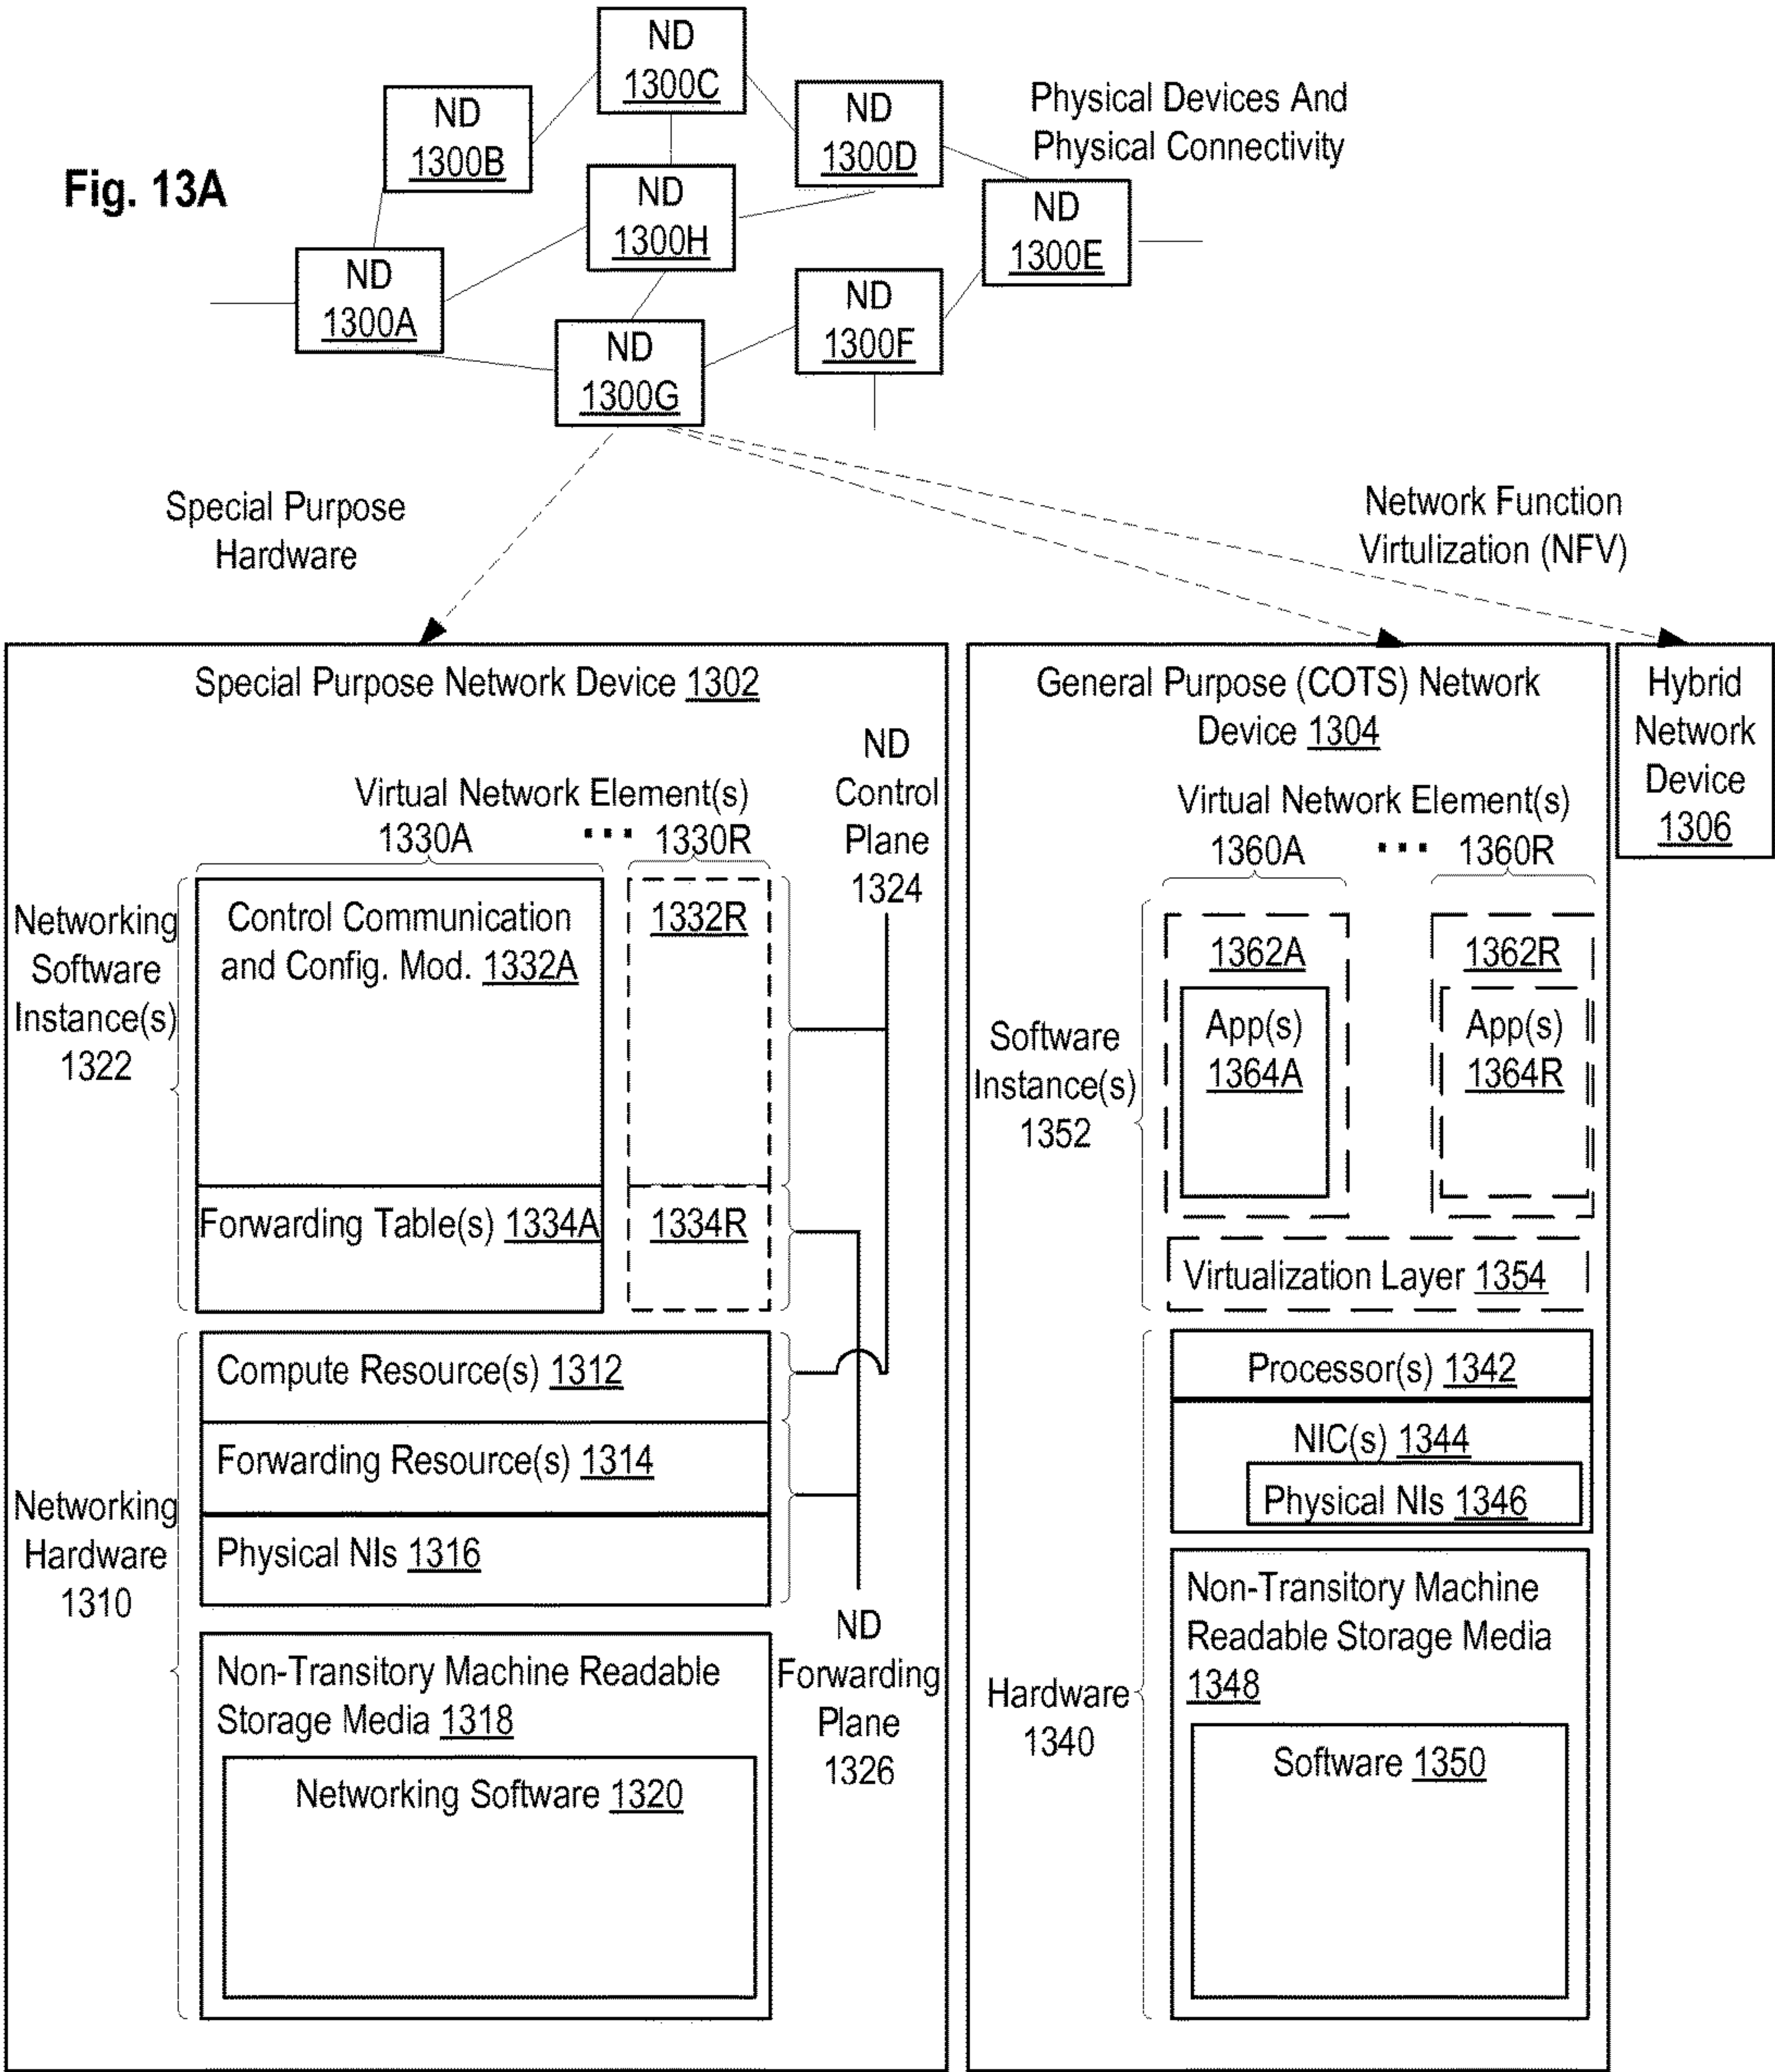 Fig. 13A
ND
1300C
ND
1300B
ND
1300D
Physical Devices And
Physical Connectivity
ND
1300H
ND
1300E
ND
1300A
ND
1300F
ND
1300G
Special Purpose
Hardware
Network Function
Virtulization (NFV)
Special Purpose Network Device 1302
ND
Control
Plane
1324
Virtual Network Element(s)
1330A ... 1330R
Networking
Software
Instance(s)
1322
Control Communication
and Config. Mod. 1332A
1332R
Forwarding Table(s) 1334A
1334R
Networking
Hardware
1310
Compute Resource(s) 1312
Forwarding Resource(s) 1314
Physical NIs 1316
ND
Forwarding
Plane
1326
Non-Transitory Machine Readable
Storage Media 1318
Networking Software 1320
General Purpose (COTS) Network
Device 1304
Virtual Network Element(s)
1360A ... 1360R
Software
Instance(s)
1352
1362A
App(s)
1364A
1362R
App(s)
1364R
Virtualization Layer 1354
Hardware
1340
Processor(s) 1342
NIC(s) 1344
Physical NIs 1346
Non-Transitory Machine
Readable Storage Media
1348
Software 1350
Hybrid
Network
Device
1306